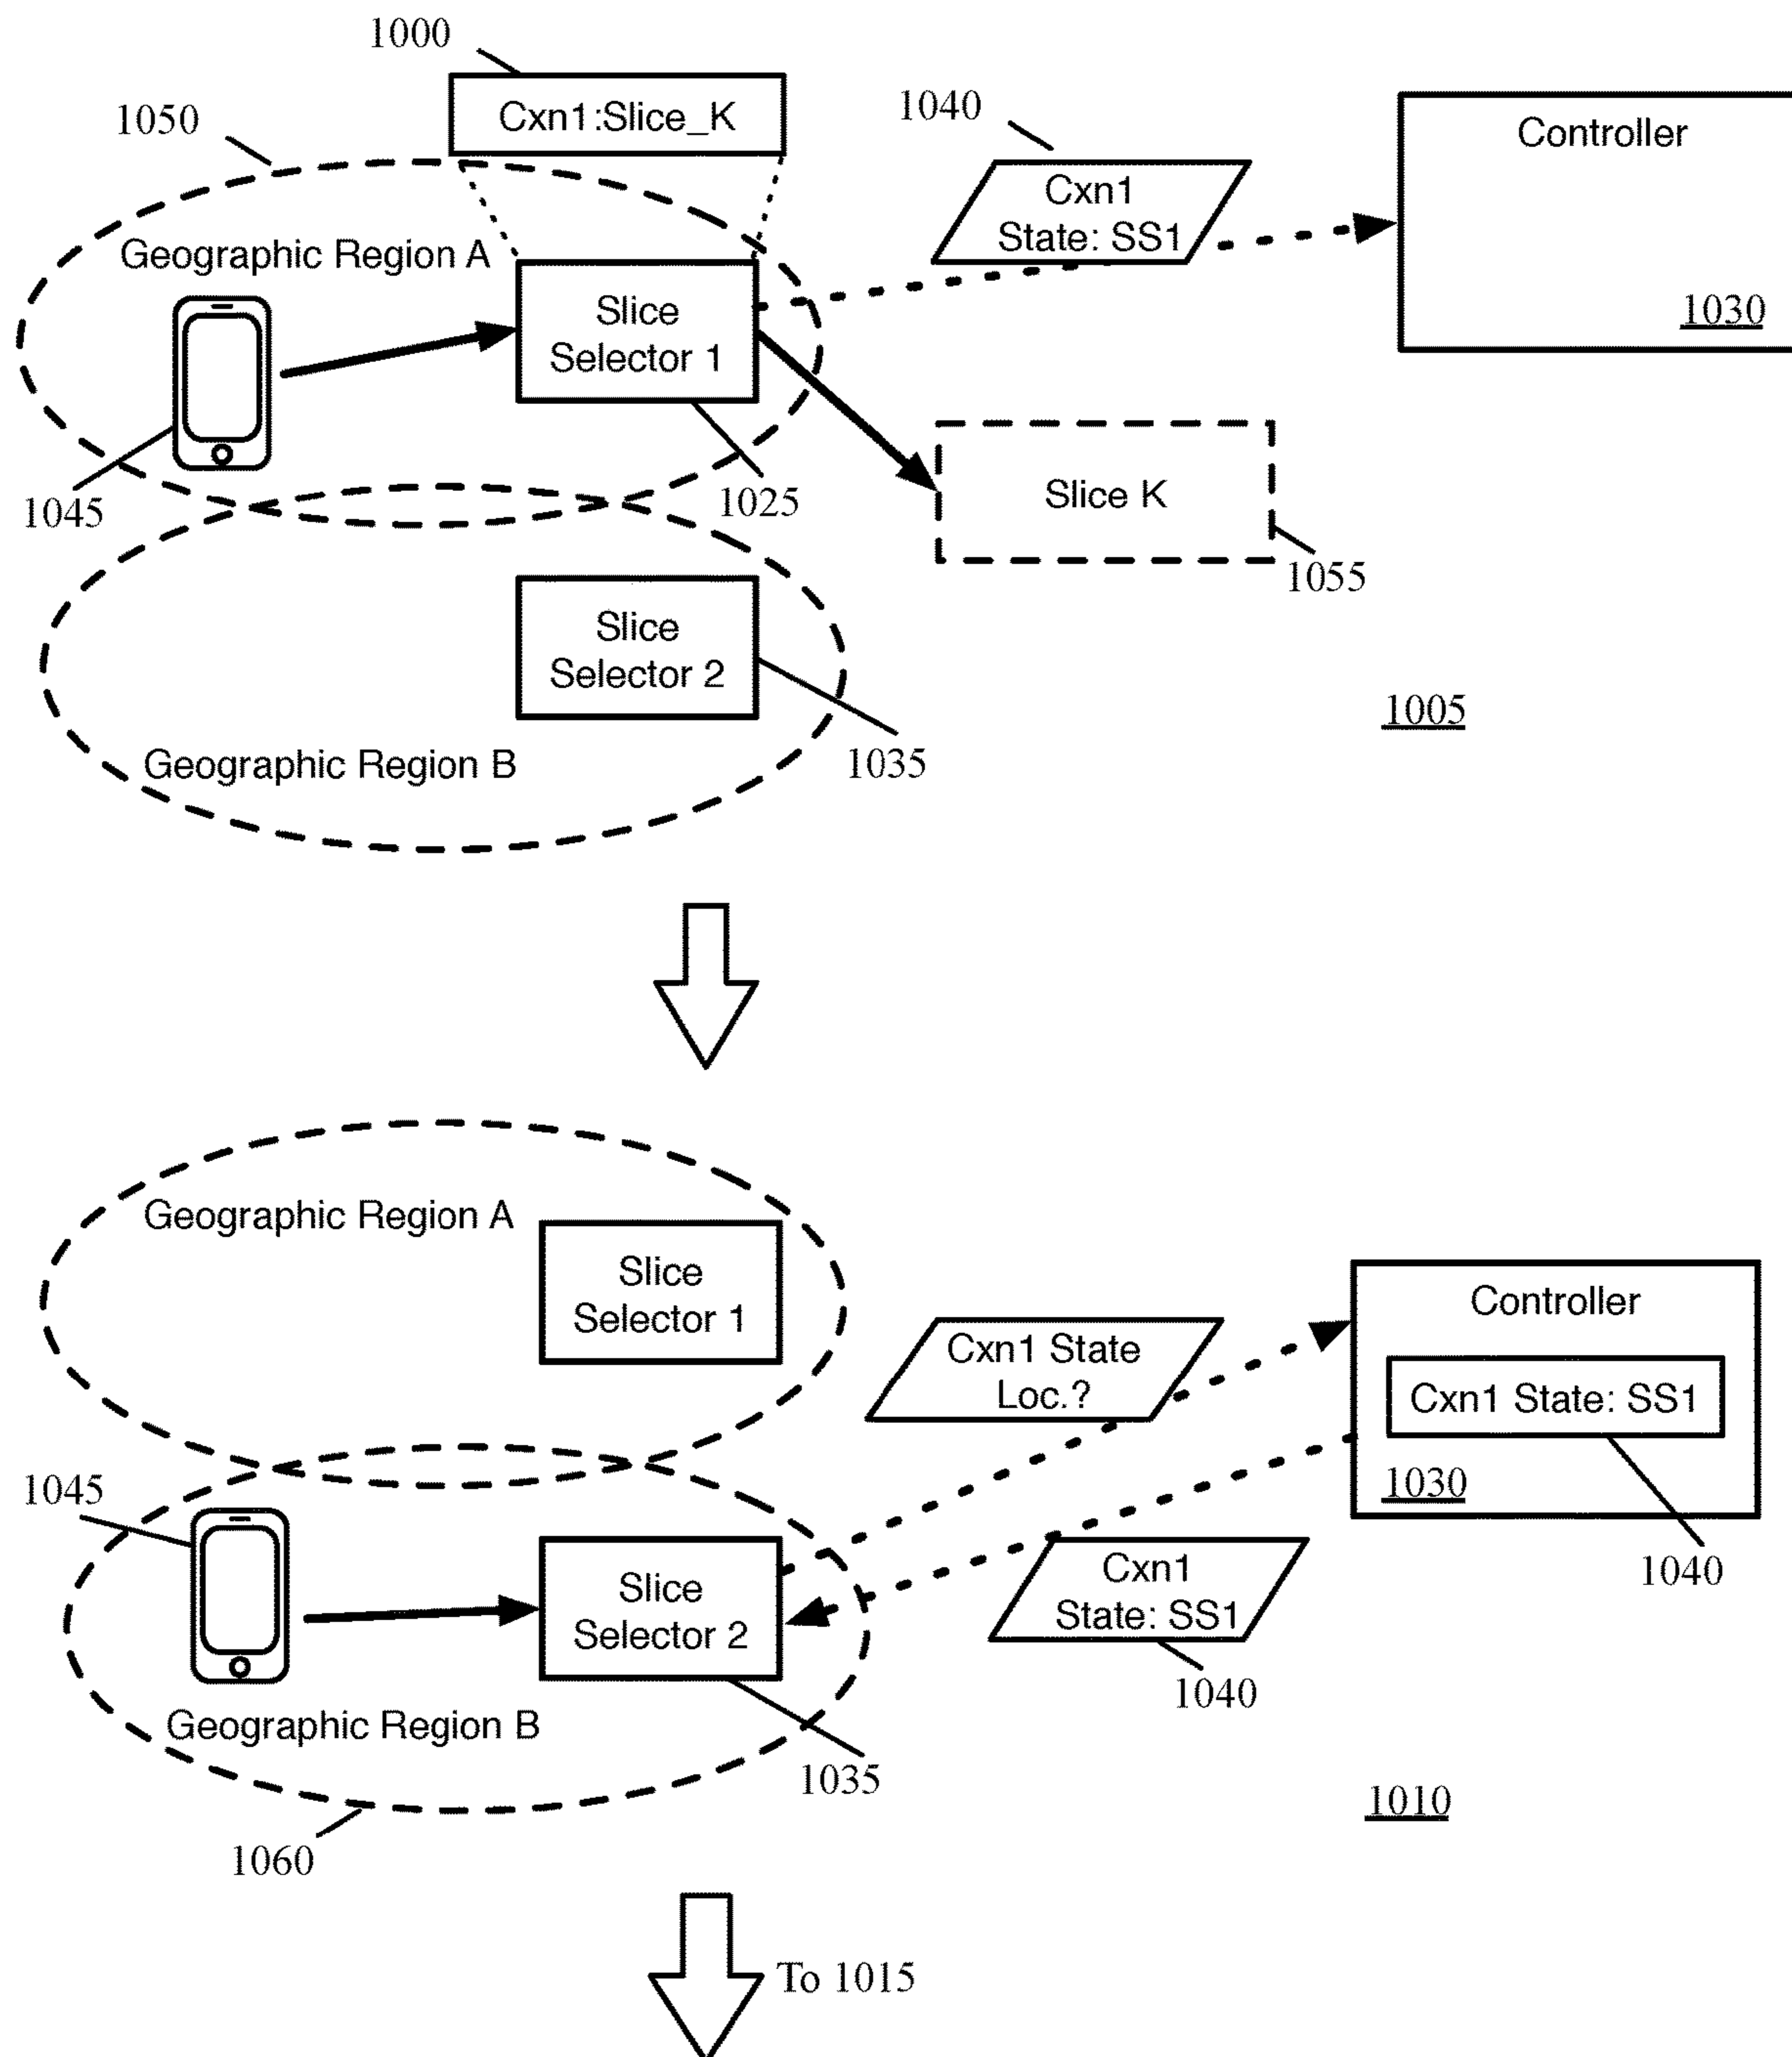 1000
Cxn1:Slice_K
1050
1040
Controller
Cxn1
State: SS1
1030
Geographic Region A
Slice
Selector 1
1045
1025
Slice K
1055
Slice
Selector 2
1005
Geographic Region B
1035
Geographic Region A
Slice
Selector 1
Controller
Cxn1 State
Loc.?
Cxn1 State: SS1
1030
1045
1040
Slice
Selector 2
Cxn1
State: SS1
1040
Geographic Region B
1035
1010
1060
To 1015